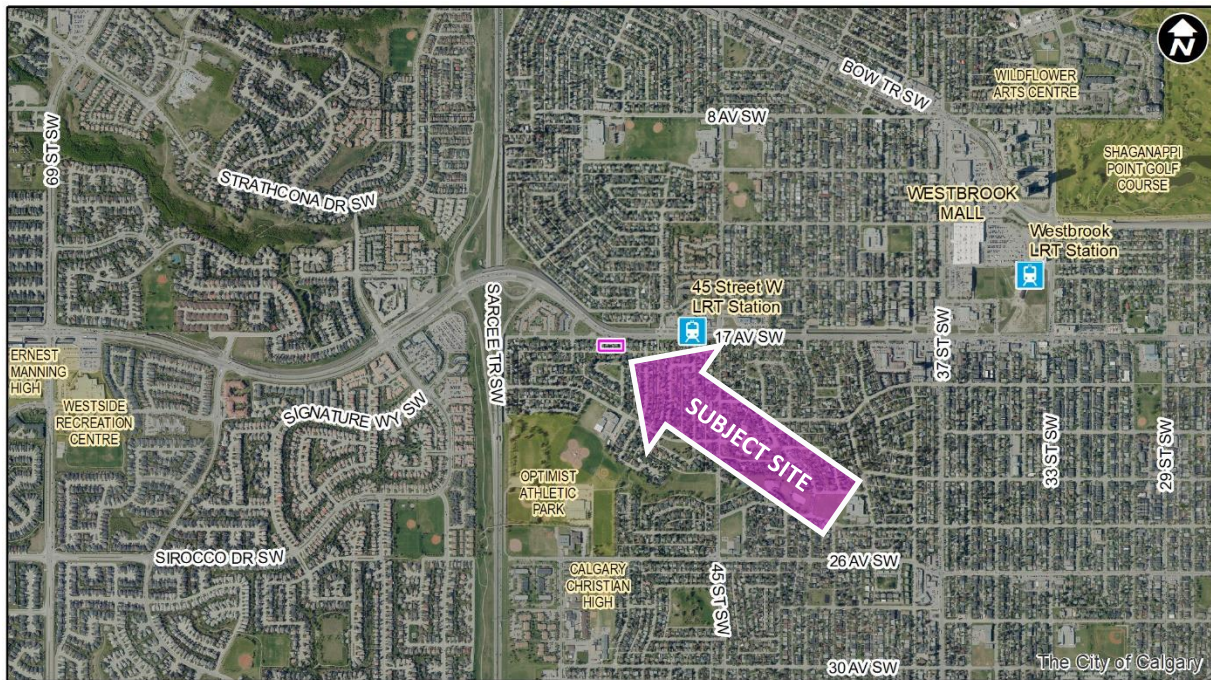 N
BOW TR SW
WILDFLOWER
ARTS CENTRE
8 AV SW
69 ST SW
SHAGANAPPI
POINT GOLF
COURSE
STRATHCONA DR SW
WESTBROOK
MALL
Westbrook
LRT Station
45 Street W
LRT Station
SARCEE TR SW
17 AV SW
37 ST SW
ERNEST
MANNING
HIGH
WESTSIDE
RECREATION
CENTRE
SIGNATURE WY SW
SUBJECT SITE
33 ST SW
29 ST SW
OPTIMIST
ATHLETIC
PARK
SIROCCO DR SW
26 AV SW
CALGARY
CHRISTIAN
HIGH
45 ST SW
30 AV SW
The City of Calgary